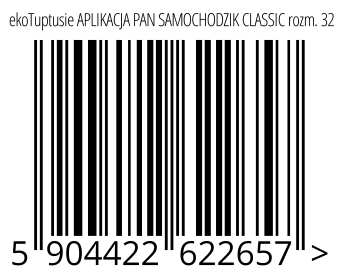 ekoTuptusie APLIKACJA PAN SAMOCHODZIK CLASSIC rozm. 32
5 904422 622657 >